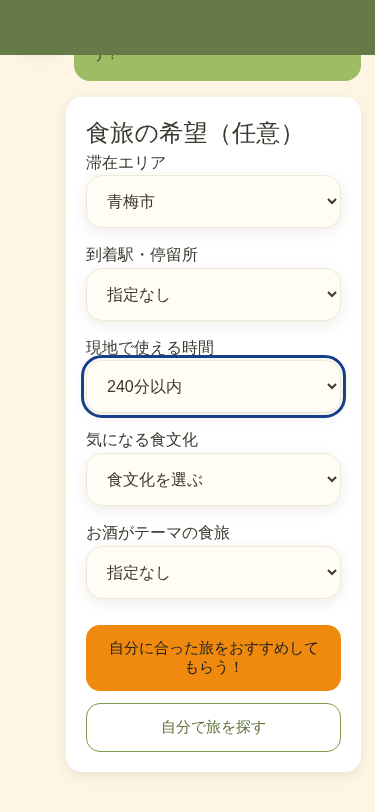 食旅の希望（任意）
滞在エリア
青梅市
到着駅・停留所
指定なし
現地で使える時間
240分以内
気になる食文化
食文化を選ぶ
お酒がテーマの食旅
指定なし
自分に合った旅をおすすめして
もらう！
自分で旅を探す